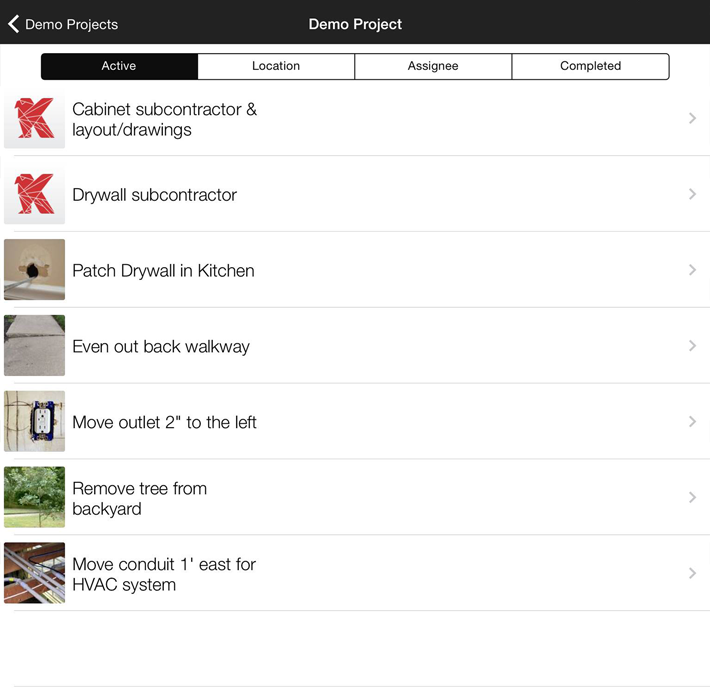 Demo Projects
Demo Project
Active
Location
Assignee
Completed
Cabinet subcontractor &
layout/drawings
Drywall subcontractor
Patch Drywall in Kitchen
Even out back walkway
Move outlet 2" to the left
Remove tree from
backyard
Move conduit 1' east for
HVAC system